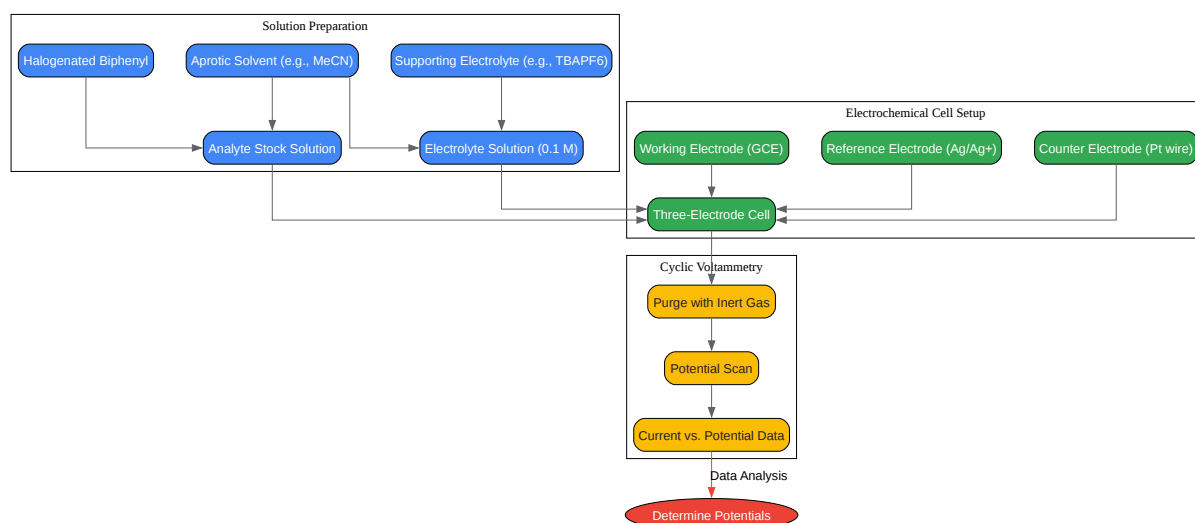 Solution Preparation
Halogenated Biphenyl
Aprotic Solvent (e.g., MeCN)
Supporting Electrolyte (e.g., TBAPF6)
Analyte Stock Solution
Electrolyte Solution (0.1 M)
Electrochemical Cell Setup
Working Electrode (GCE)
Reference Electrode (Ag/Ag+)
Counter Electrode (Pt wire)
Three-Electrode Cell
Cyclic Voltammetry
Purge with Inert Gas
Potential Scan
Current vs. Potential Data
Data Analysis
Determine Potentials